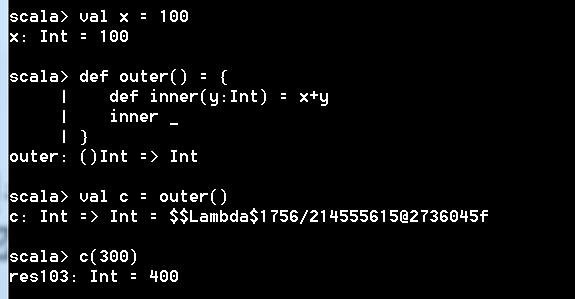 scala> val x = 100
x: Int = 100
scala> def outer() = {
| def inner(y:Int) = x+y
| inner _
| }
outer: ()Int => Int
scala> val c = outer()
c: Int => Int = $$Lambda$1756/214555615@2736045f
scala> c(300)
res103: Int = 400